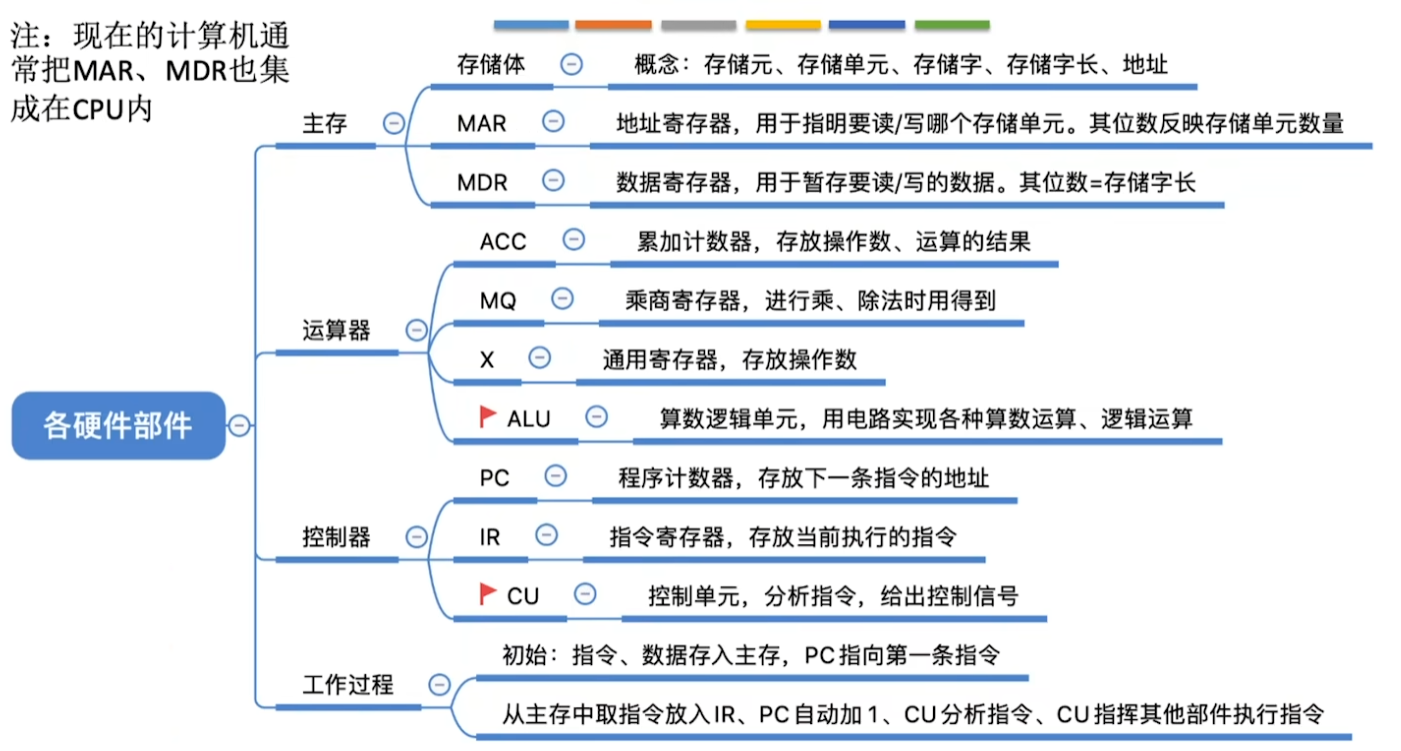 注：现在的计算机通
常把MAR、MDR也集
成在CPU内
存储体
概念：存储元、存储单元、存储字、存储字长、地址
主存
MAR
地址寄存器，用于指明要读/写哪个存储单元。其位数反映存储单元数量
MDR
数据寄存器，用于暂存要读/写的数据。其位数=存储字长
ACC
累加计数器，存放操作数、运算的结果
MQ
乘商寄存器，进行乘、除法时用得到
运算器
X
通用寄存器，存放操作数
ALU
算数逻辑单元，用电路实现各种算数运算、逻辑运算
各硬件部件
PC
程序计数器，存放下一条指令的地址
控制器
IR
指令寄存器，存放当前执行的指令
CU
控制单元，分析指令，给出控制信号
工作过程
初始：指令、数据存入主存，PC指向第一条指令
从主存中取指令放入IR、PC自动加1、CU分析指令、CU指挥其他部件执行指令